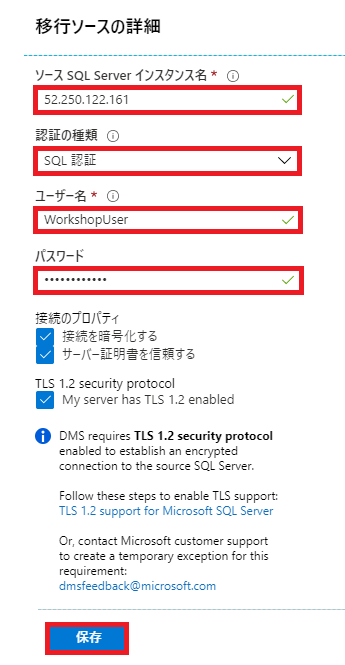 移行ソースの詳細
ソース SQL Server インスタンス名 *
52.250.122.161
認証の種類
SQL 認証
ユーザー名 *
WorkshopUser
パスワード
••••••••••••
接続のプロパティ
接続を暗号化する
サーバー証明書を信頼する
TLS 1.2 security protocol
My server has TLS 1.2 enabled
DMS requires TLS 1.2 security protocol
enabled to establish an encrypted
connection to the source SQL Server.
Follow these steps to enable TLS support:
TLS 1.2 support for Microsoft SQL Server
Or, contact Microsoft customer support
to create a temporary exception for this
requirement:
dmsfeedback@microsoft.com
保存